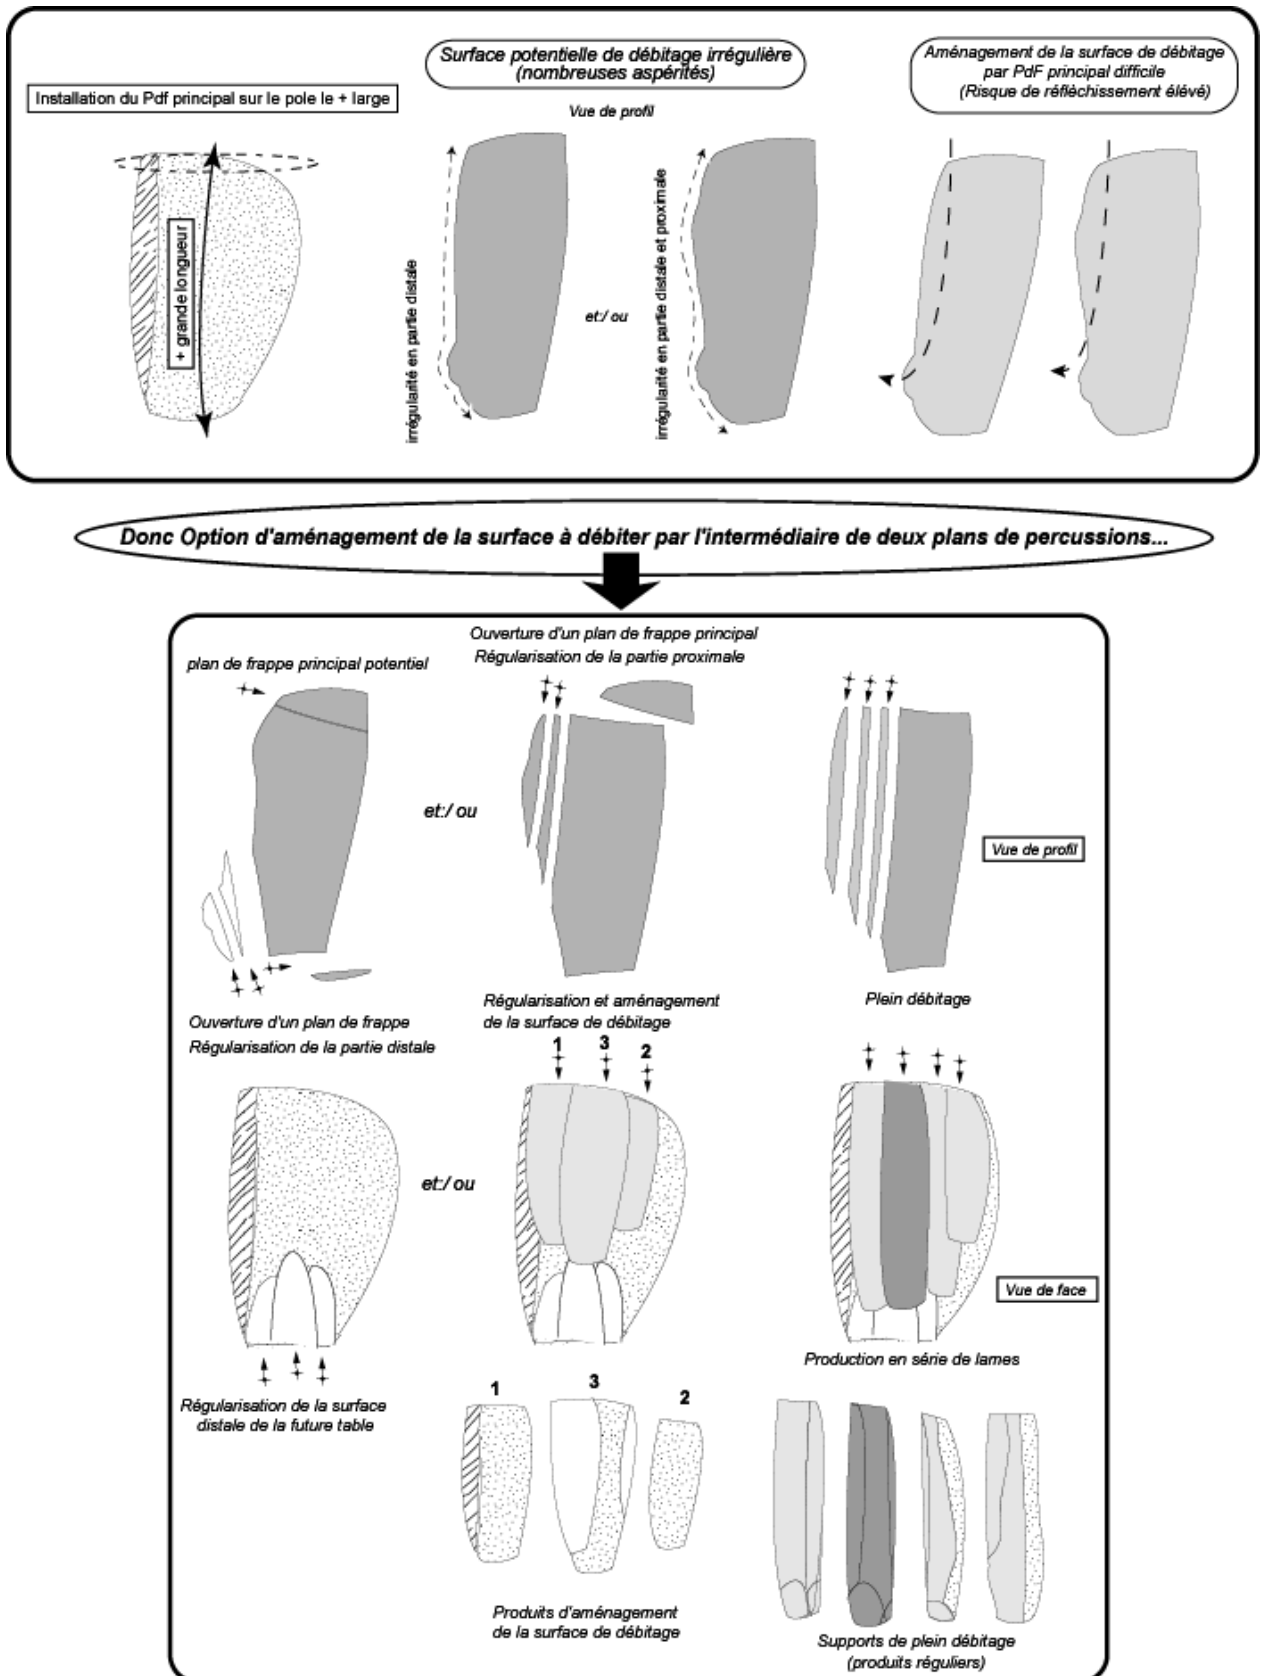 Installation du Pdf principal sur le pole le + large
Surface potentielle de débitage irrégulière
(nombreuses aspérités)
Aménagement de la surface de débitage
par PdF principal difficile
(Risque de réflèchissement élévé)
Vue de profil
+ grande longueur
irrégularité en partie distale
et:/ ou
irrégularité en partie distale et proximale
Donc Option d'aménagement de la surface à débiter par l'intermédiaire de deux plans de percussions...
plan de frappe principal potentiel
Ouverture d'un plan de frappe principal
Régularisation de la partie proximale
et:/ ou
Vue de profil
Ouverture d'un plan de frappe
Régularisation de la partie distale
Régularisation et aménagement
de la surface de débitage
Plein débitage
1
3
2
et:/ ou
Vue de face
Régularisation de la surface
distale de la future table
Production en série de lames
1
3
2
Produits d'aménagement
de la surface de débitage
Supports de plein débitage
(produits réguliers)